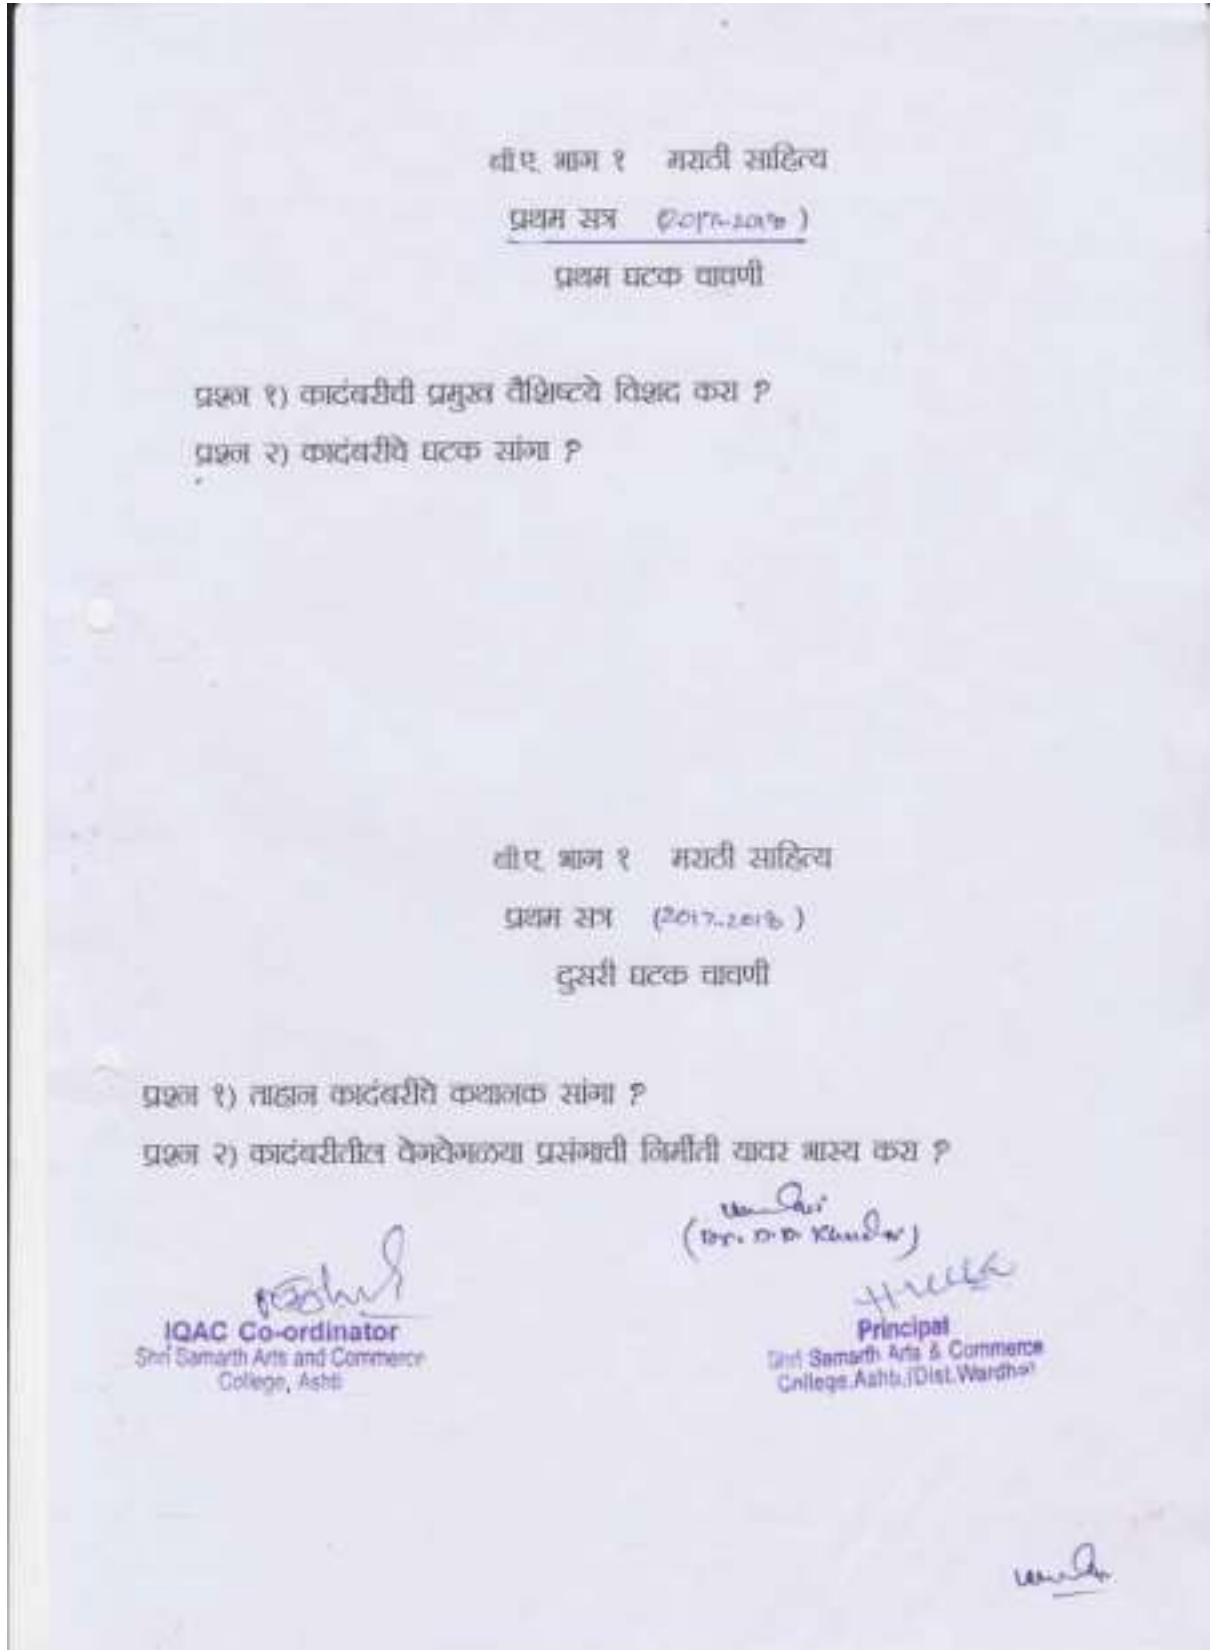 बी.ए. भाग १ मराठी साहित्य
प्रथम सत्र (2017-2018)
प्रथम घटक चाचणी
प्रश्न १) कादंबरीची प्रमुख वैशिष्टये विशद करा ?
प्रश्न २) कादंबरीचे घटक सांगा ?
बी.ए. भाग १ मराठी साहित्य
प्रथम सत्र (2017-2018)
दुसरी घटक चाचणी
प्रश्न १) ताहान कादंबरीचे कथानक सांगा ?
प्रश्न २) कादंबरीतील वेगवेगळया प्रसंगाची निर्मीती यावर भास्य करा ?
IQAC Co-ordinator
Shri Samarth Arts and Commerce
College, Ashti
Principal
Shri Samarth Arts & Commerce
College, Ashti, (Dist. Wardha)